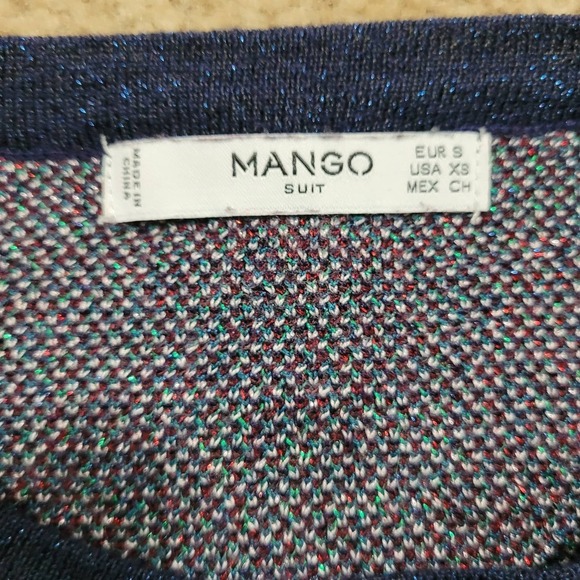 MADE IN
CHINA
MANGO
SUIT
EUR S
USA XS
MEX CH